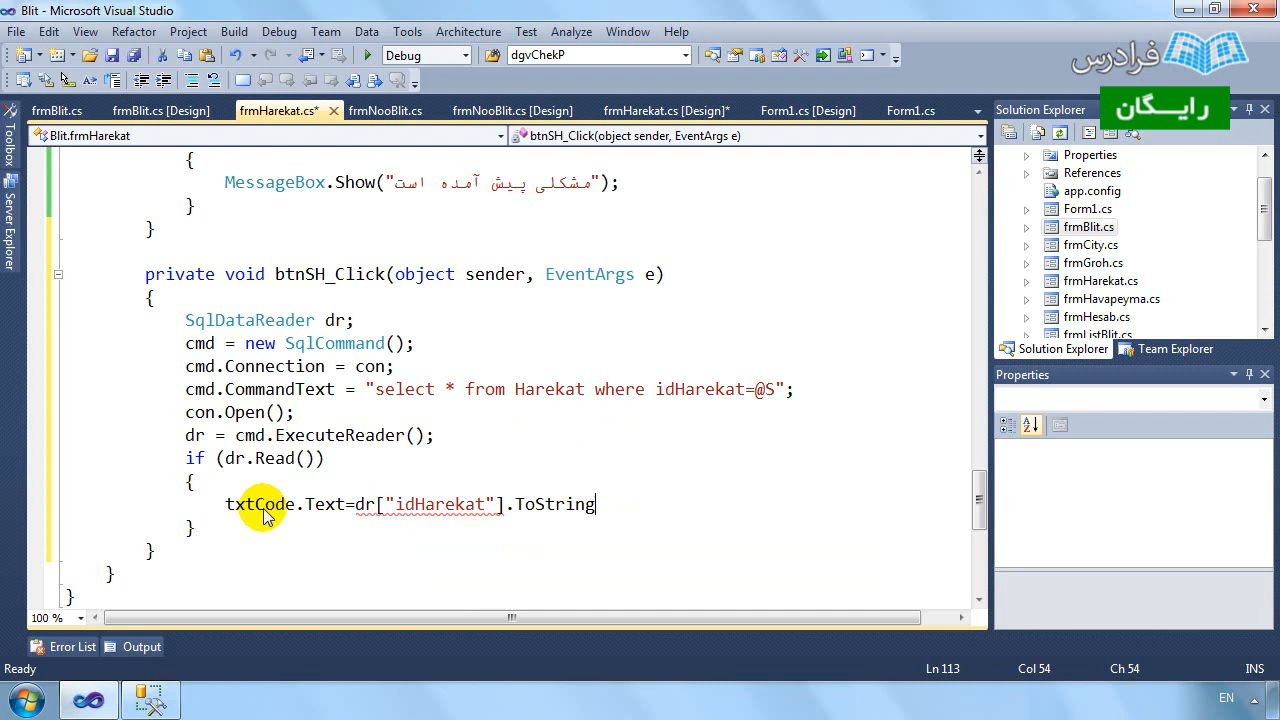 Blit - Microsoft Visual Studio
File Edit View Refactor Project Build Debug Team Data Tools Architecture Test Analyze Window Help
Debug dgvChekP
فرادرس
رایگان
frmBlit.cs frmBlit.cs [Design] frmHarekat.cs* frmNooBlit.cs frmNooBlit.cs [Design] frmHarekat.cs [Design]* Form1.cs [Design] Form1.cs
Blit.frmHarekat btnSH_Click(object sender, EventArgs e)
Toolbox
Server Explorer
{
MessageBox.Show("مشکلی پیش آمده است");
}
}
private void btnSH_Click(object sender, EventArgs e)
{
SqlDataReader dr;
cmd = new SqlCommand();
cmd.Connection = con;
cmd.CommandText = "select * from Harekat where idHarekat=@S";
con.Open();
dr = cmd.ExecuteReader();
if (dr.Read())
{
txtCode.Text=dr["idHarekat"].ToString
}
}
}
}
100 %
Solution Explorer
Properties
References
app.config
Form1.cs
frmBlit.cs
frmCity.cs
frmGroh.cs
frmHarekat.cs
frmHavapeyma.cs
frmHesab.cs
frmListBlit.cs
Solution Explorer Team Explorer
Properties
Error List Output
Ready Ln 113 Col 54 Ch 54 INS
EN